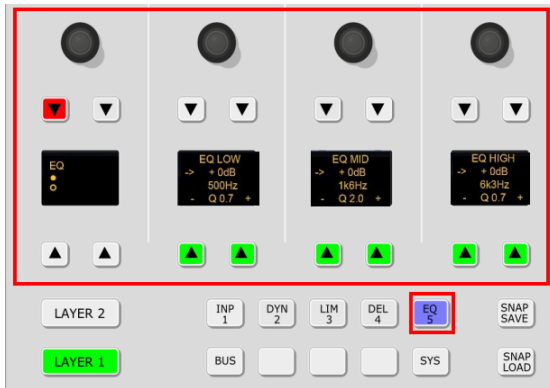 EQ
EQ LOW
-> + 0dB
500Hz
- Q 0.7 +
EQ MID
-> + 0dB
1k6Hz
- Q 2.0 +
EQ HIGH
-> + 0dB
6k3Hz
- Q 0.7 +
LAYER 2
INP
1
DYN
2
LIM
3
DEL
4
EQ
5
SNAP
SAVE
LAYER 1
BUS
SYS
SNAP
LOAD